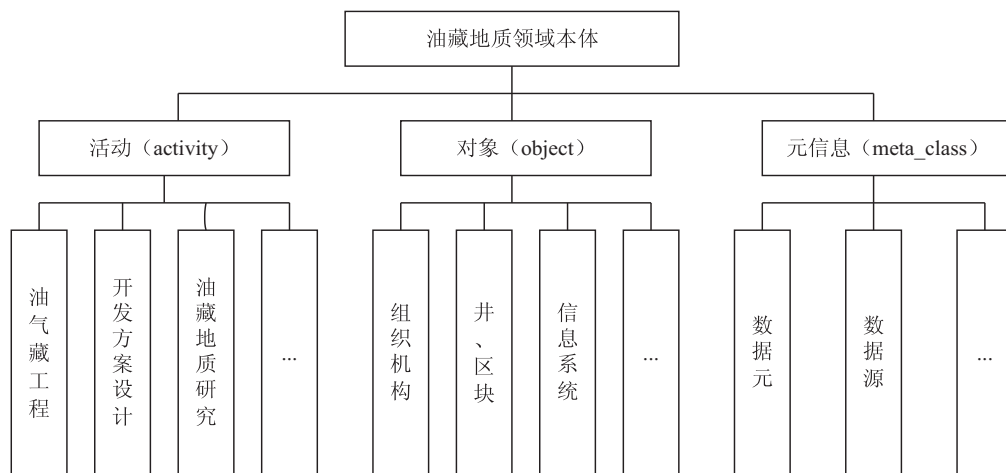 油藏地质领域本体
活动（activity）
对象（object）
元信息（meta_class）
油气藏工程
开发方案设计
油藏地质研究
...
组织机构
井、区块
信息系统
...
数据元
数据源
...